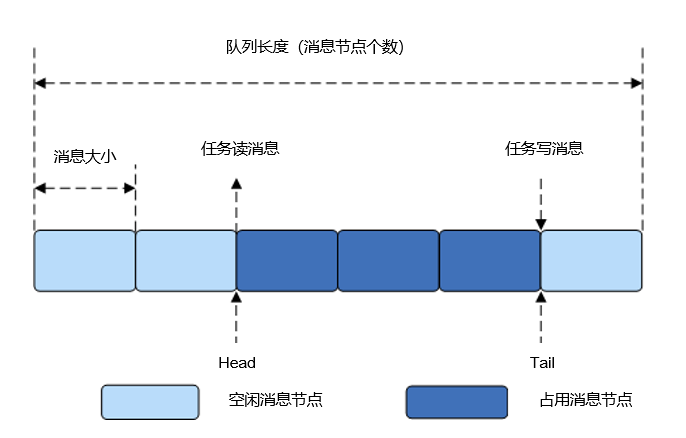 队列长度（消息节点个数）
消息大小
任务读消息
任务写消息
Head
Tail
空闲消息节点
占用消息节点